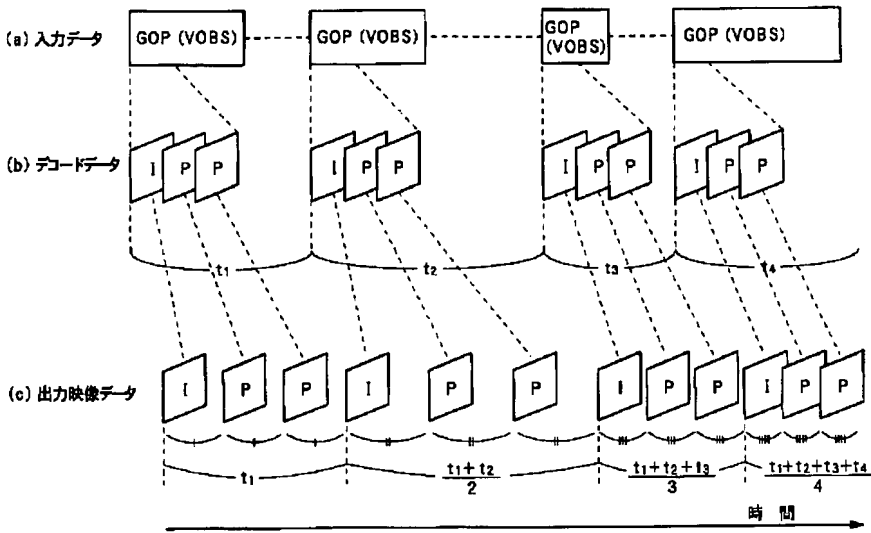 (a) 入力データ
GOP (VOBS)
GOP (VOBS)
GOP
(VOBS)
GOP (VOBS)
(b) デコードデータ
I P P
I P P
I P P
I P P
t₁ t₂ t₃ t₄
(c) 出力映像データ
I P P I P P I P P I P P
t₁
t₁+t₂
2
t₁+t₂+t₃
3
t₁+t₂+t₃+t₄
4
時間